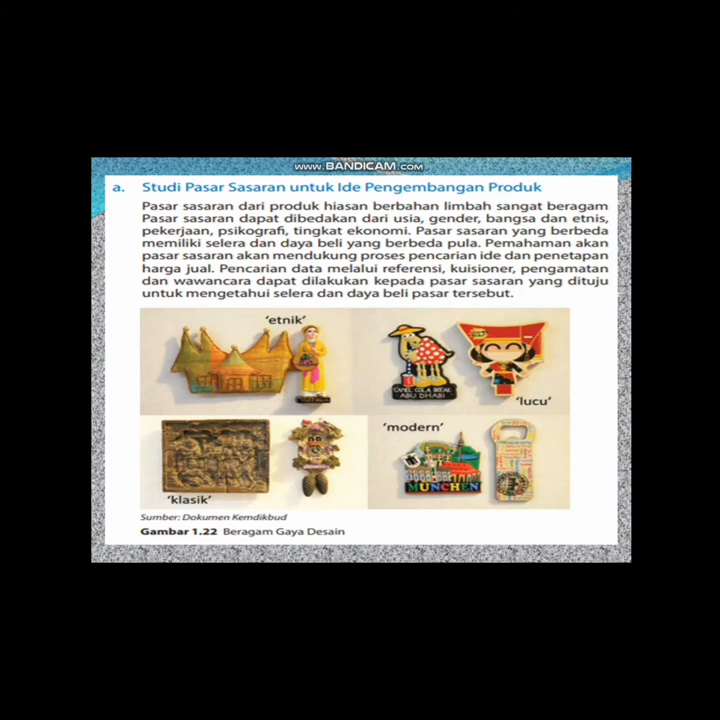 WWW.BANDICAM.COM
a. Studi Pasar Sasaran untuk Ide Pengembangan Produk
Pasar sasaran dari produk hiasan berbahan limbah sangat beragam
Pasar sasaran dapat dibedakan dari usia, gender, bangsa dan etnis,
pekerjaan, psikografi, tingkat ekonomi. Pasar sasaran yang berbeda
memiliki selera dan daya beli yang berbeda pula. Pemahaman akan
pasar sasaran akan mendukung proses pencarian ide dan penetapan
harga jual. Pencarian data melalui referensi, kuisioner, pengamatan
dan wawancara dapat dilakukan kepada pasar sasaran yang dituju
untuk mengetahui selera dan daya beli pasar tersebut.
'etnik'
CAMEL COLA BREAK
ABU DHABI
'lucu'
'modern'
MUNCHEN
'klasik'
Sumber: Dokumen Kemdikbud
Gambar 1.22 Beragam Gaya Desain